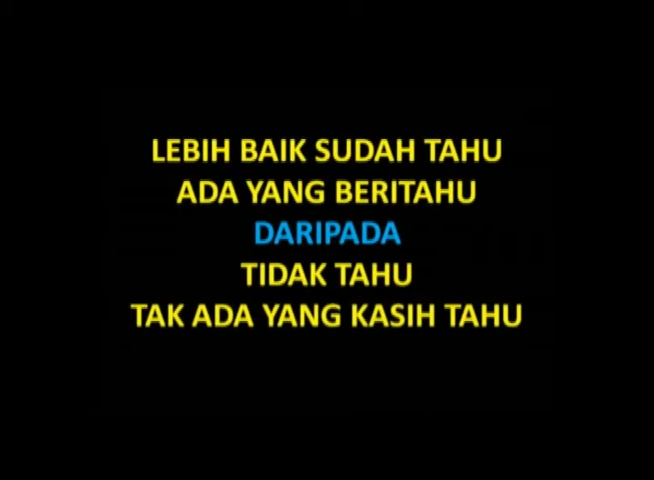 LEBIH BAIK SUDAH TAHU
ADA YANG BERITAHU
DARIPADA
TIDAK TAHU
TAK ADA YANG KASIH TAHU